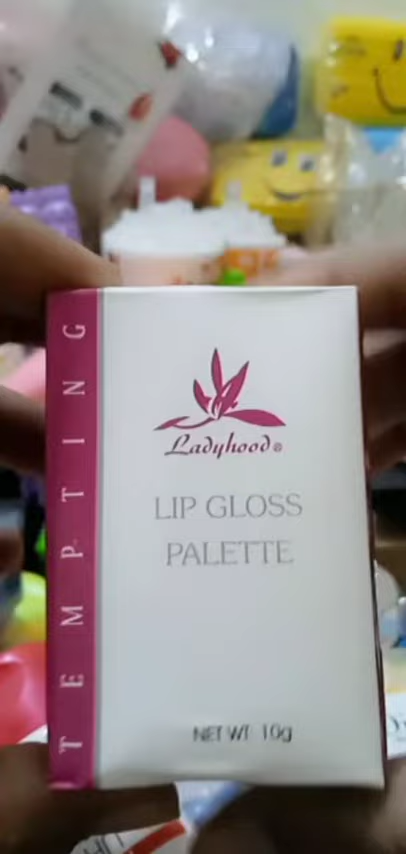 TEMPTING
Ladyhood®
LIP GLOSS
PALETTE
NET WT. 10g